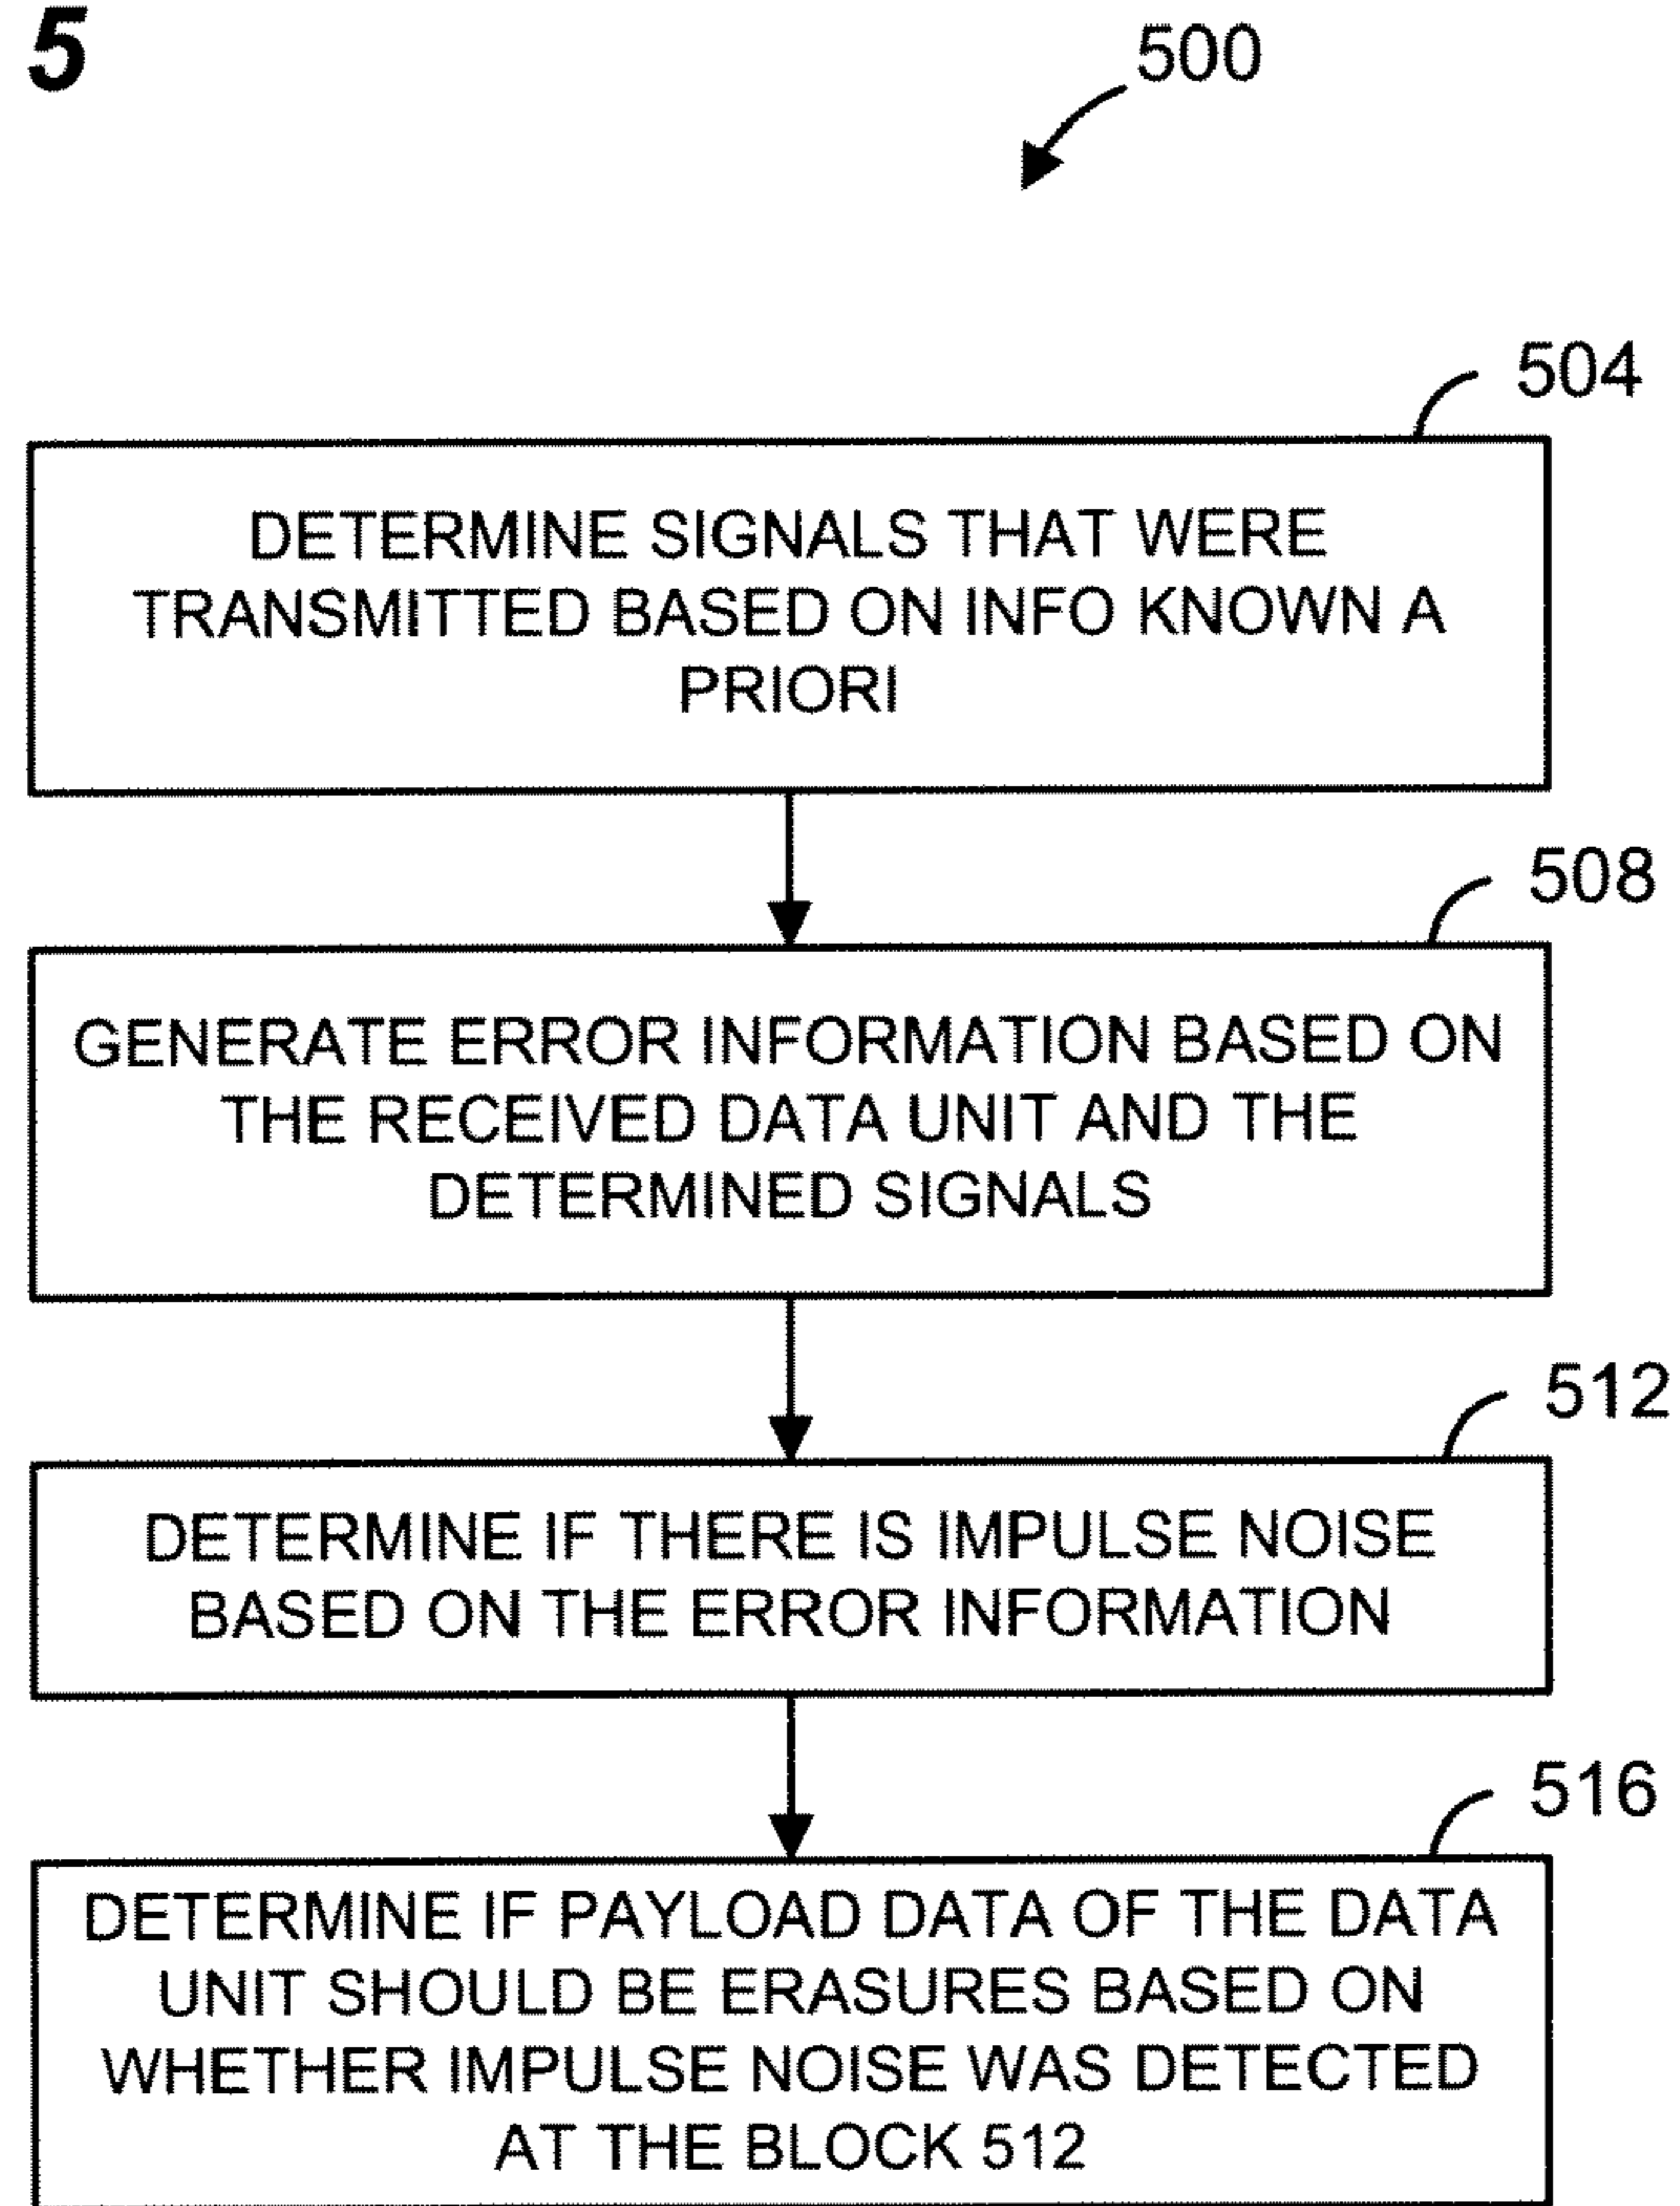 5
500
504
DETERMINE SIGNALS THAT WERE
TRANSMITTED BASED ON INFO KNOWN A
PRIORI
508
GENERATE ERROR INFORMATION BASED ON
THE RECEIVED DATA UNIT AND THE
DETERMINED SIGNALS
512
DETERMINE IF THERE IS IMPULSE NOISE
BASED ON THE ERROR INFORMATION
516
DETERMINE IF PAYLOAD DATA OF THE DATA
UNIT SHOULD BE ERASURES BASED ON
WHETHER IMPULSE NOISE WAS DETECTED
AT THE BLOCK 512